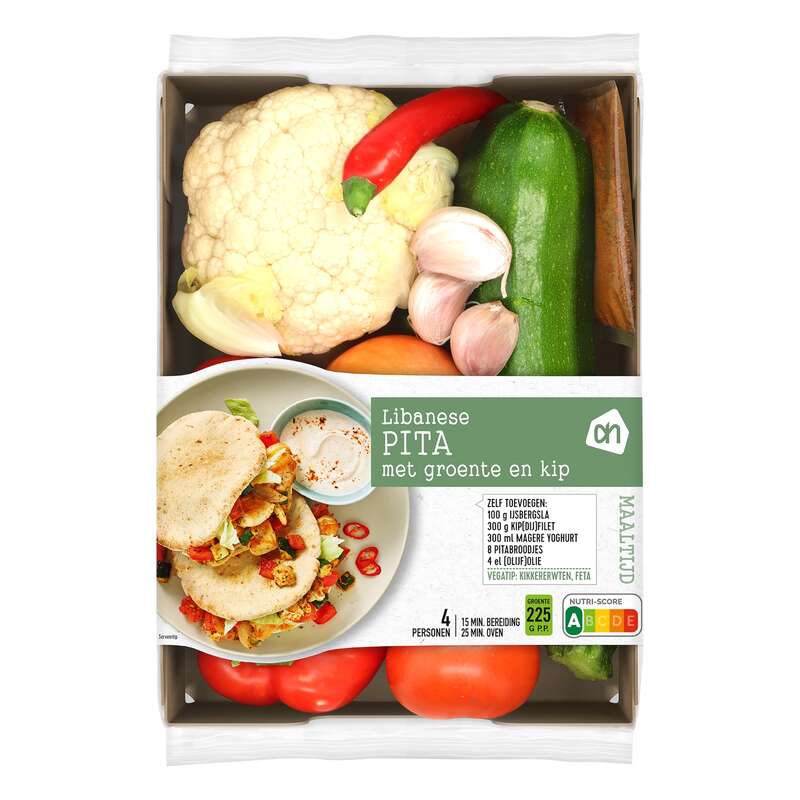 Libanese
PITA
met groente en kip
ah
MAALTIJD
ZELF TOEVOEGEN:
100 g IJSBERGSLA
300 g KIP[DIJ]FILET
300 ml MAGERE YOGHURT
8 PITABROODJES
4 el [OLIJF]OLIE
VEGATIP: KIKKERERWTEN, FETA
4
PERSONEN
15 MIN. BEREIDING
25 MIN. OVEN
GROENTE
225
G P.P.
NUTRI-SCORE
A B C D E
Serveertip